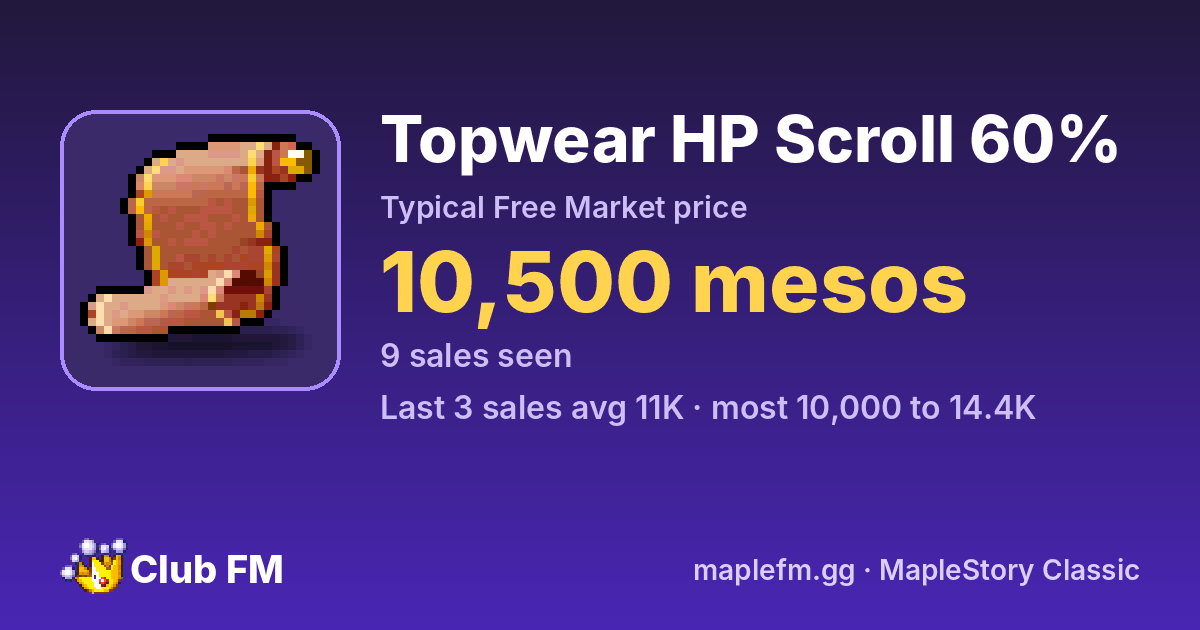 Topwear HP Scroll 60%
Typical Free Market price
10,500 mesos
9 sales seen
Last 3 sales avg 11K · most 10,000 to 14.4K
Club FM
maplefm.gg · MapleStory Classic